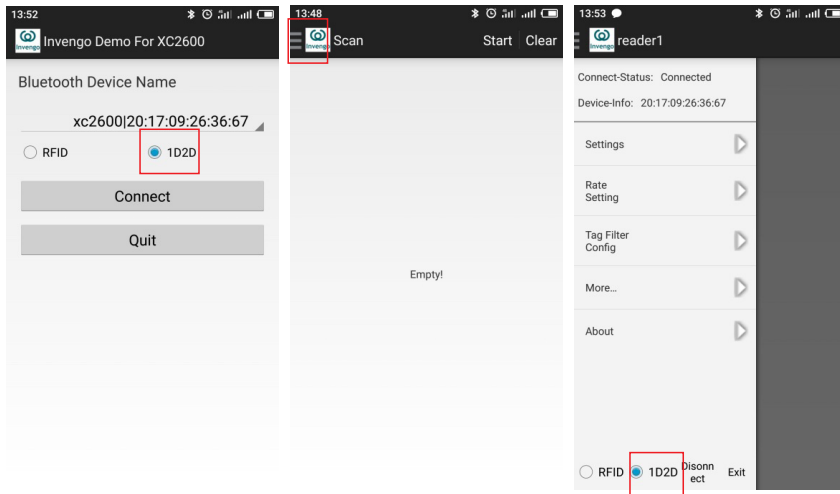 13:52
Invengo
Invengo Demo For XC2600
Bluetooth Device Name
xc2600|20:17:09:26:36:67
RFID
1D2D
Connect
Quit
13:48
Invengo
Scan
Start
Clear
Empty!
13:53
Invengo
reader1
Connect-Status: Connected
Device-Info: 20:17:09:26:36:67
Settings
Rate
Setting
Tag Filter
Config
More...
About
RFID
1D2D
Disonn
ect
Exit